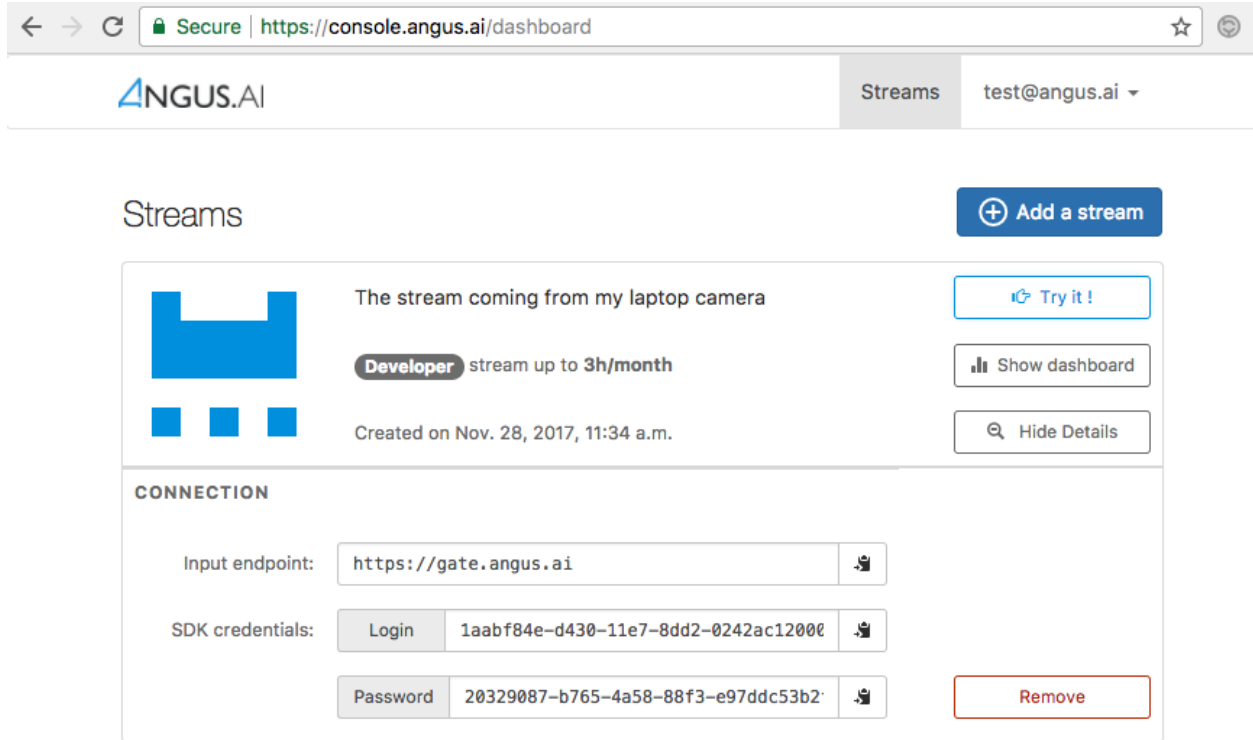 Secure | https://console.angus.ai/dashboard
ANGUS.AI
Streams
test@angus.ai
Streams
Add a stream
The stream coming from my laptop camera
Try it !
Developer stream up to 3h/month
Show dashboard
Created on Nov. 28, 2017, 11:34 a.m.
Hide Details
CONNECTION
Input endpoint: https://gate.angus.ai
SDK credentials: Login 1aabf84e-d430-11e7-8dd2-0242ac12000
Password 20329087-b765-4a58-88f3-e97ddc53b2
Remove